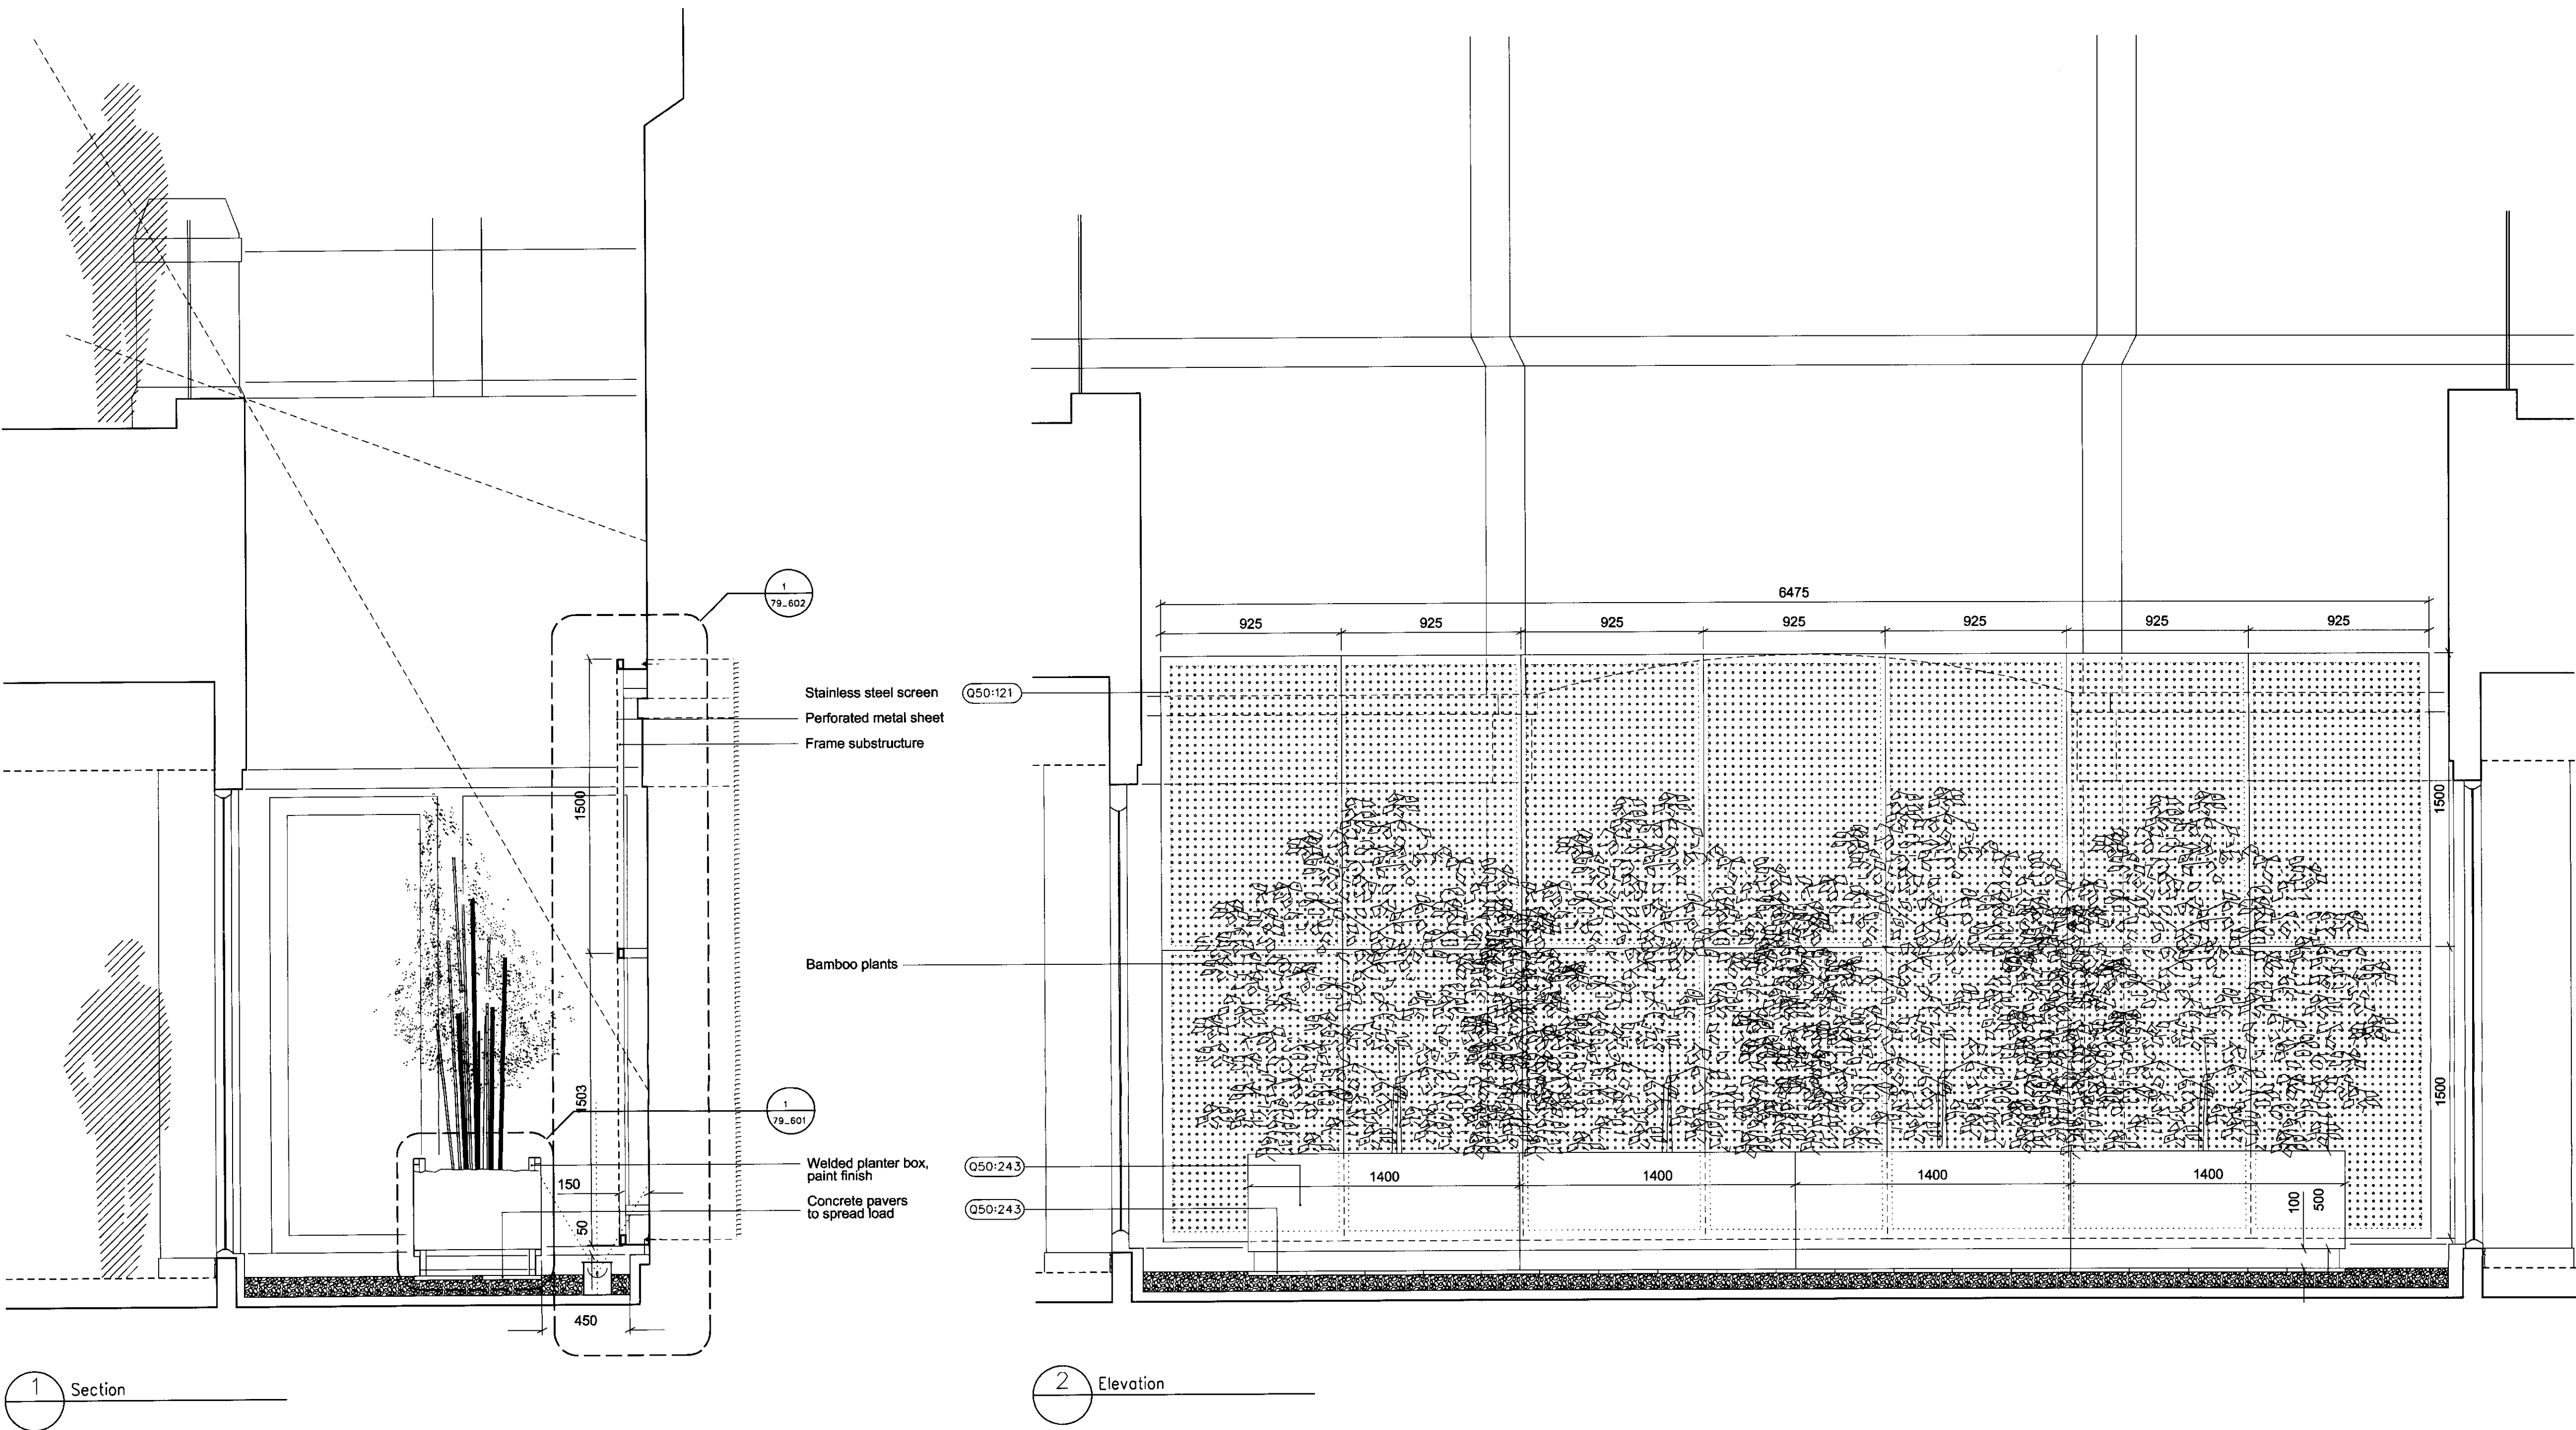 1
79_602
Stainless steel screen
Q50:121
Perforated metal sheet
Frame substructure
1500
1503
Bamboo plants
1
79_601
Welded planter box,
paint finish
Q50:243
Concrete pavers
to spread load
Q50:243
150
50
450
1 Section
6475
925 925 925 925 925 925 925
1500
1500
1400 1400 1400 1400
100
500
2 Elevation